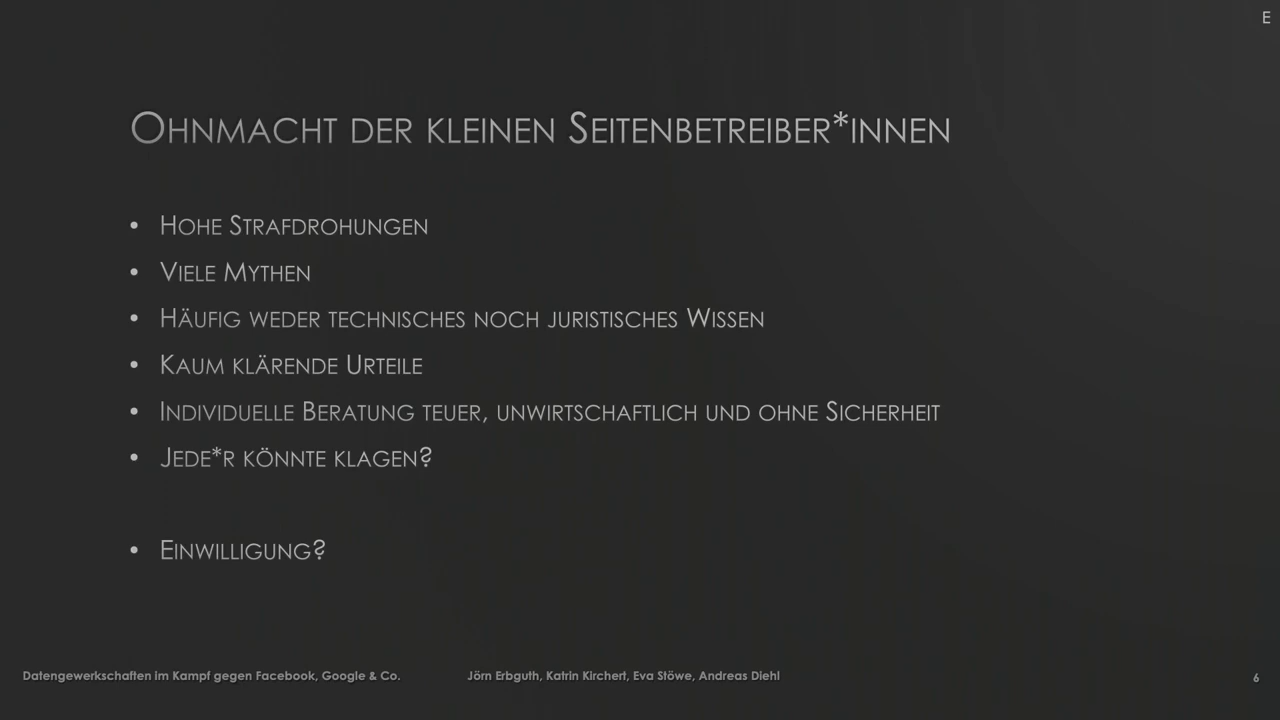 E
Ohnmacht der kleinen Seitenbetreiber*innen
• Hohe Strafdrohungen
• Viele Mythen
• Häufig weder technisches noch juristisches Wissen
• Kaum klärende Urteile
• Individuelle Beratung teuer, unwirtschaftlich und ohne Sicherheit
• Jede*r könnte klagen?
• Einwilligung?
Datengewerkschaften im Kampf gegen Facebook, Google & Co. Jörn Erbguth, Katrin Kirchert, Eva Stöwe, Andreas Diehl 6